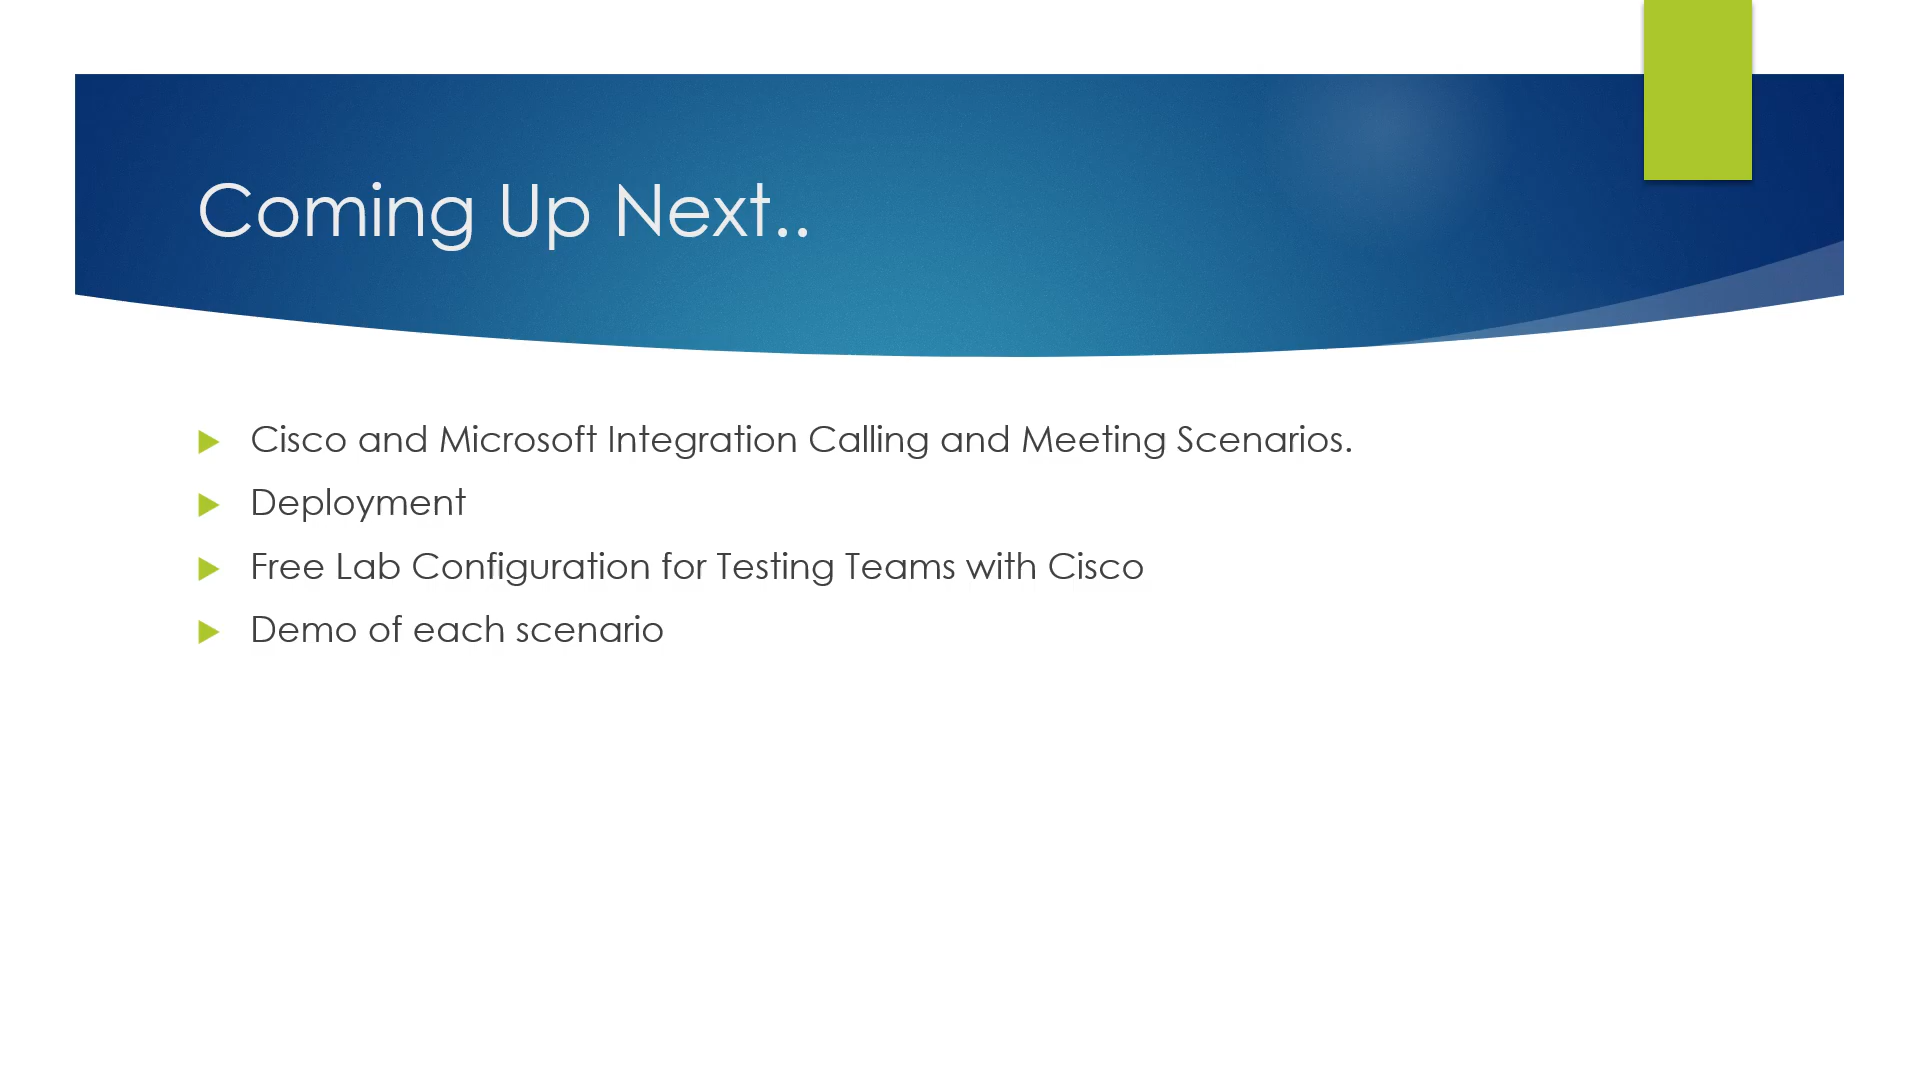 Coming Up Next..
Cisco and Microsoft Integration Calling and Meeting Scenarios.
Deployment
Free Lab Configuration for Testing Teams with Cisco
Demo of each scenario